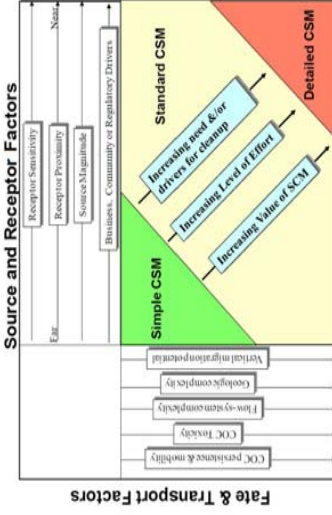 Source and Receptor Factors
Far
Near
Receptor Sensitivity
Receptor Proximity
Source Magnitude
Business, Community or Regulatory Drivers
Fate & Transport Factors
COC persistence & mobility
COC Toxicity
Flow-system complexity
Geologic complexity
Vertical migration potential
Simple CSM
Standard CSM
Detailed CSM
Increasing need &/or
drivers for cleanup
Increasing Level of Effort
Increasing Value of SCM